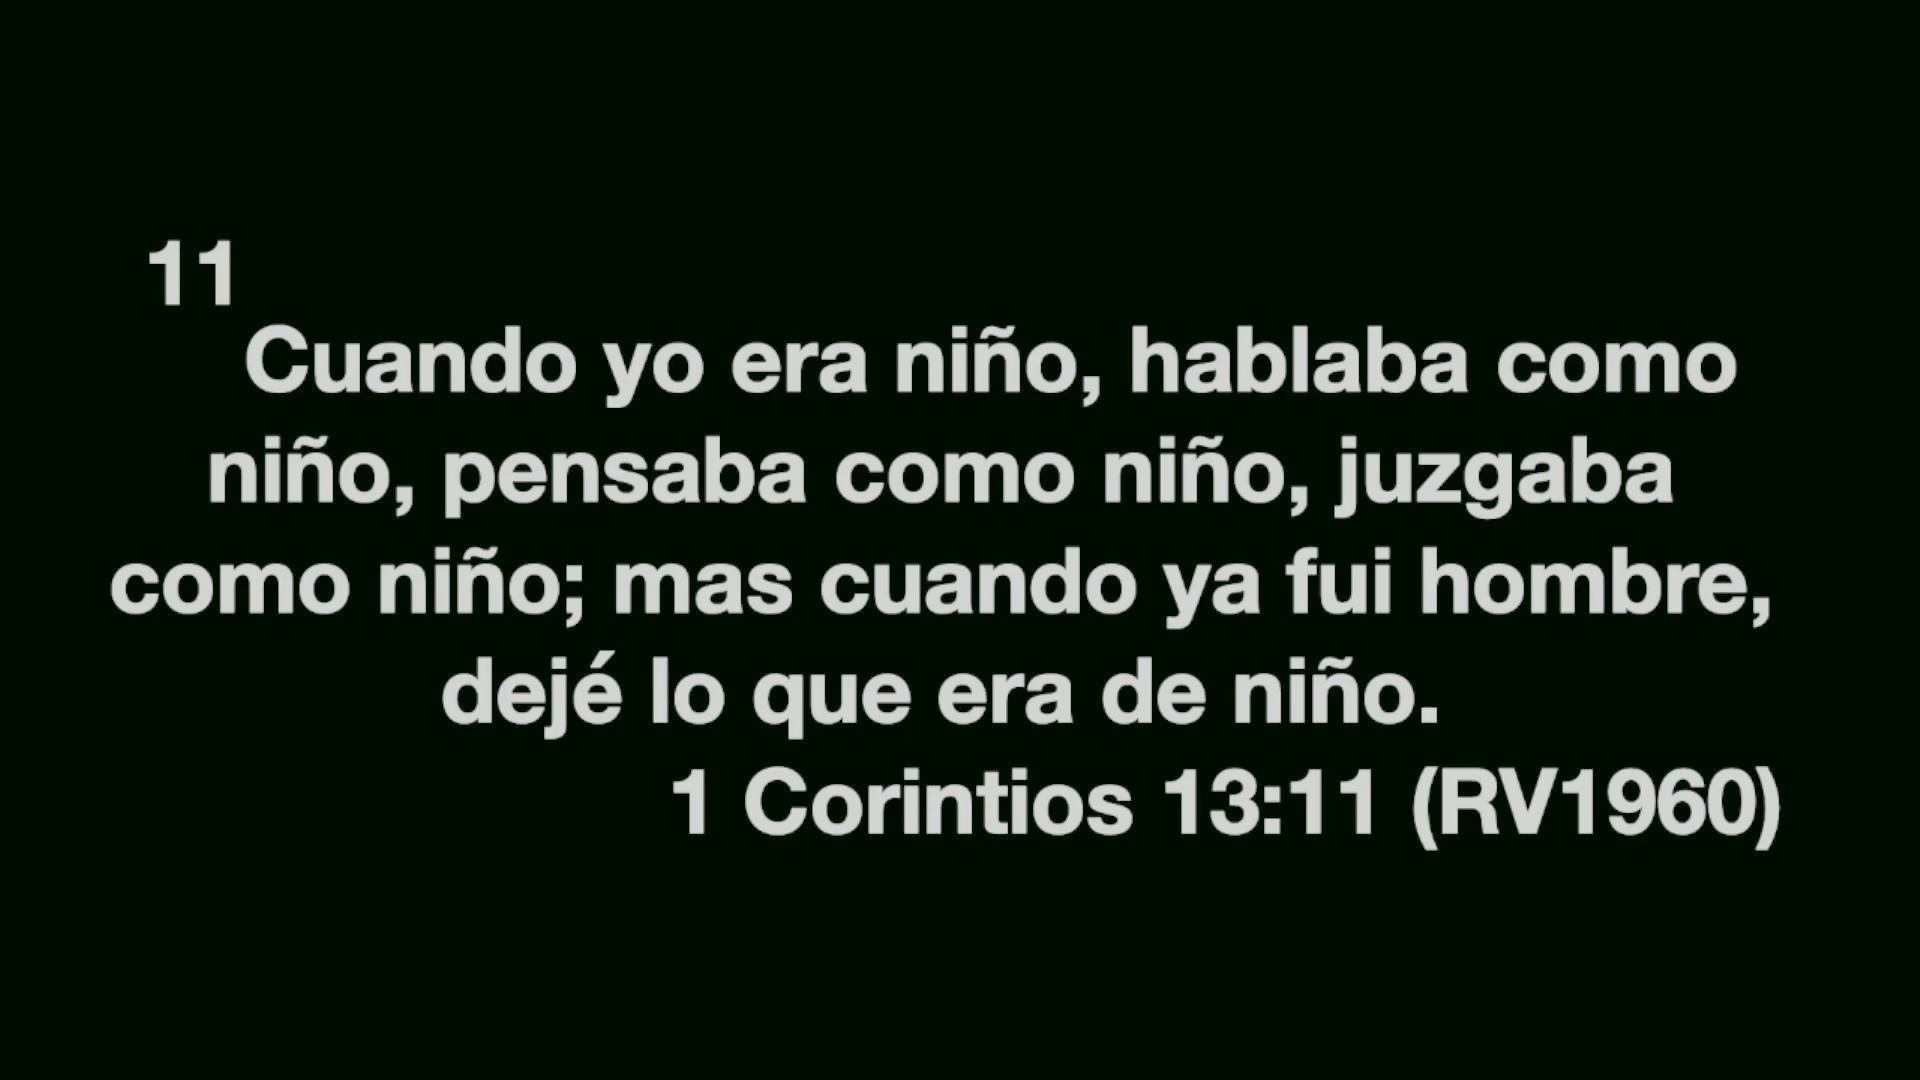 11
Cuando yo era niño, hablaba como
niño, pensaba como niño, juzgaba
como niño; mas cuando ya fui hombre,
dejé lo que era de niño.
1 Corintios 13:11 (RV1960)